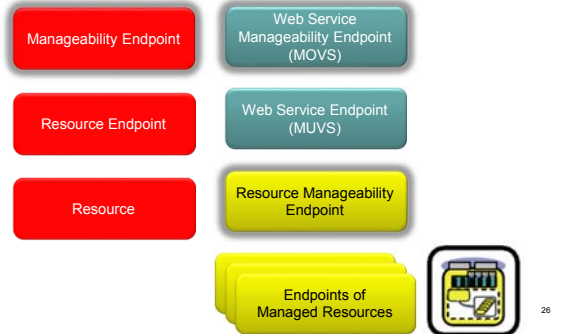 Manageability Endpoint
Web Service
Manageability Endpoint
(MOVS)
Resource Endpoint
Web Service Endpoint
(MUVS)
Resource
Resource Manageability
Endpoint
Endpoints of
Managed Resources
26